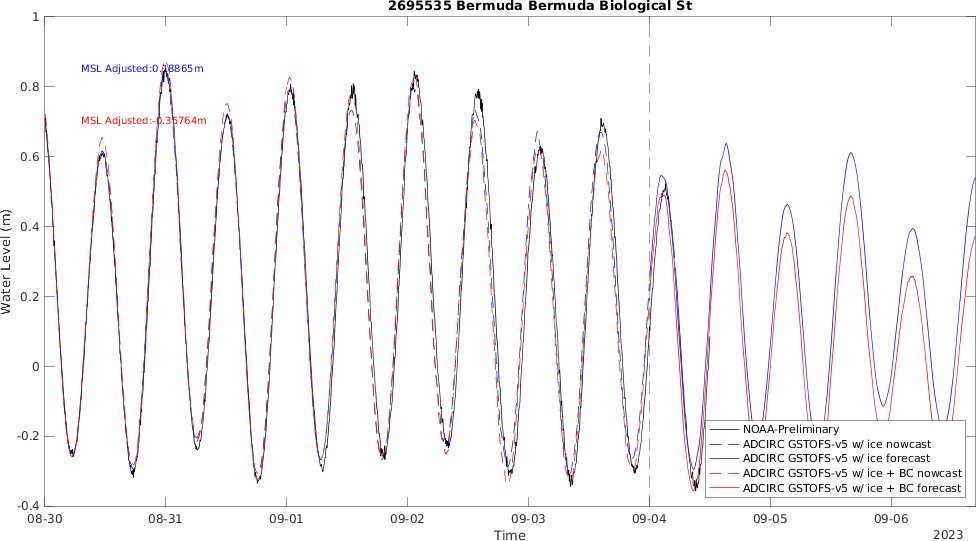 2695535 Bermuda Bermuda Biological St
Water Level (m)
1
0.8
0.6
0.4
0.2
0
-0.2
-0.4
MSL Adjusted:0.08865m
MSL Adjusted:-0.35764m
NOAA-Preliminary
ADCIRC GSTOFS-v5 w/ ice nowcast
ADCIRC GSTOFS-v5 w/ ice forecast
ADCIRC GSTOFS-v5 w/ ice + BC nowcast
ADCIRC GSTOFS-v5 w/ ice + BC forecast
08-30 08-31 09-01 09-02 09-03 09-04 09-05 09-06
Time
2023